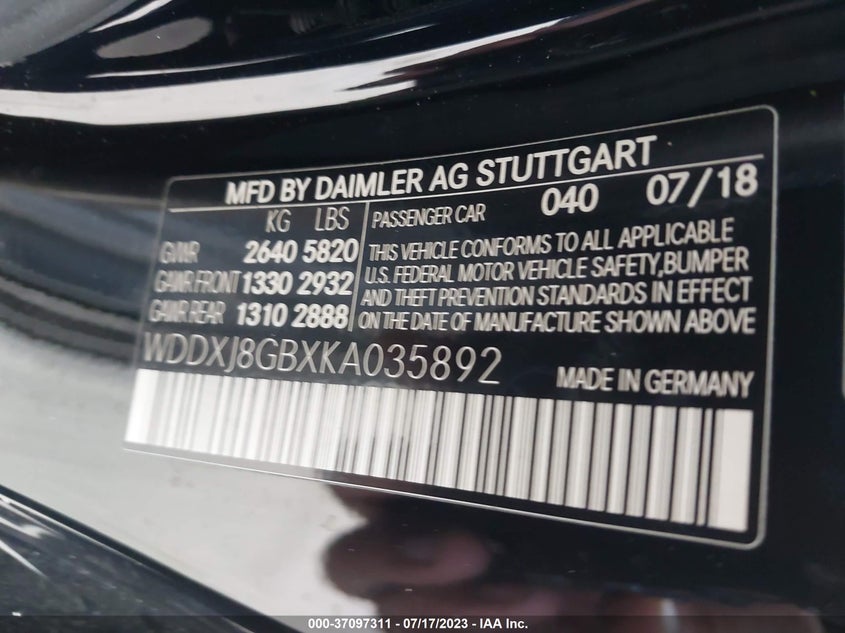 MFD BY DAIMLER AG STUTTGART
KG LBS PASSENGER CAR 040 07/18
GVWR 2640 5820
GAWR FRONT 1330 2932
GAWR REAR 1310 2888
THIS VEHICLE CONFORMS TO ALL APPLICABLE
U.S. FEDERAL MOTOR VEHICLE SAFETY, BUMPER
AND THEFT PREVENTION STANDARDS IN EFFECT
ON THE DATE OF MANUFACTURE SHOWN ABOVE
WDDXJ8GBXKA035892 MADE IN GERMANY
000-37097311 - 07/17/2023 - IAA Inc.